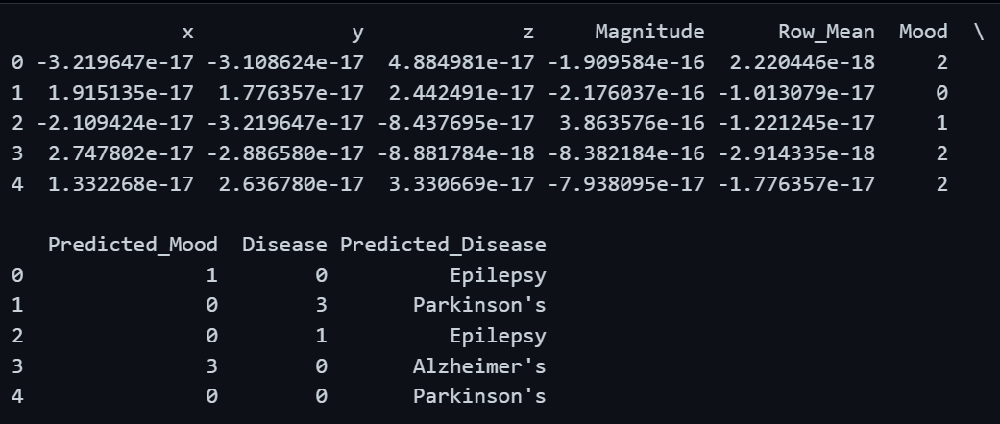 x y z Magnitude Row_Mean Mood \
0 -3.219647e-17 -3.108624e-17 4.884981e-17 -1.909584e-16 2.220446e-18 2
1 1.915135e-17 1.776357e-17 2.442491e-17 -2.176037e-16 -1.013079e-17 0
2 -2.109424e-17 -3.219647e-17 -8.437695e-17 3.863576e-16 -1.221245e-17 1
3 2.747802e-17 -2.886580e-17 -8.881784e-18 -8.382184e-16 -2.914335e-18 2
4 1.332268e-17 2.636780e-17 3.330669e-17 -7.938095e-17 -1.776357e-17 2
Predicted_Mood Disease Predicted_Disease
0 1 0 Epilepsy
1 0 3 Parkinson's
2 0 1 Epilepsy
3 3 0 Alzheimer's
4 0 0 Parkinson's